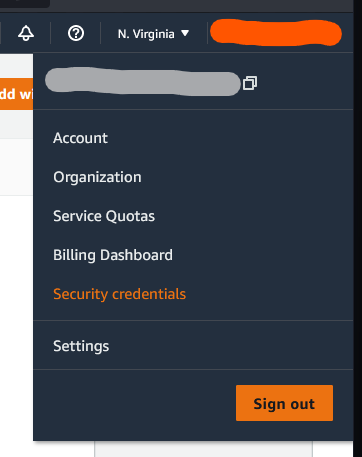 N. Virginia
dd wi
Account
Organization
Service Quotas
Billing Dashboard
Security credentials
Settings
Sign out